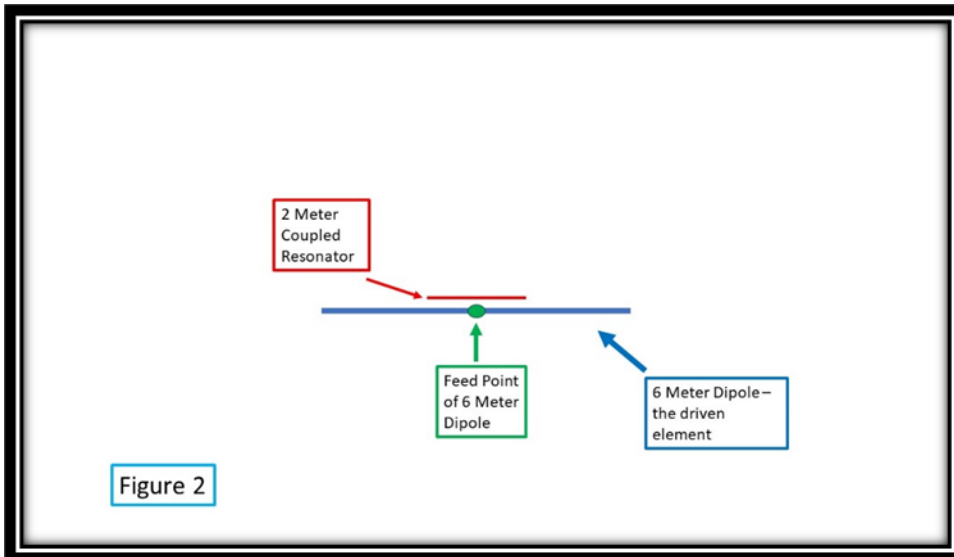 2 Meter
Coupled
Resonator
Feed Point
of 6 Meter
Dipole
6 Meter Dipole –
the driven
element
Figure 2